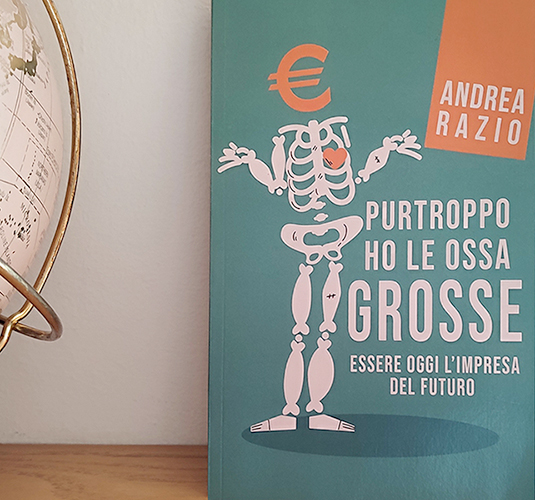 €
ANDREA
RAZIO
PURTROPPO
HO LE OSSA
GROSSE
ESSERE OGGI L'IMPRESA
DEL FUTURO